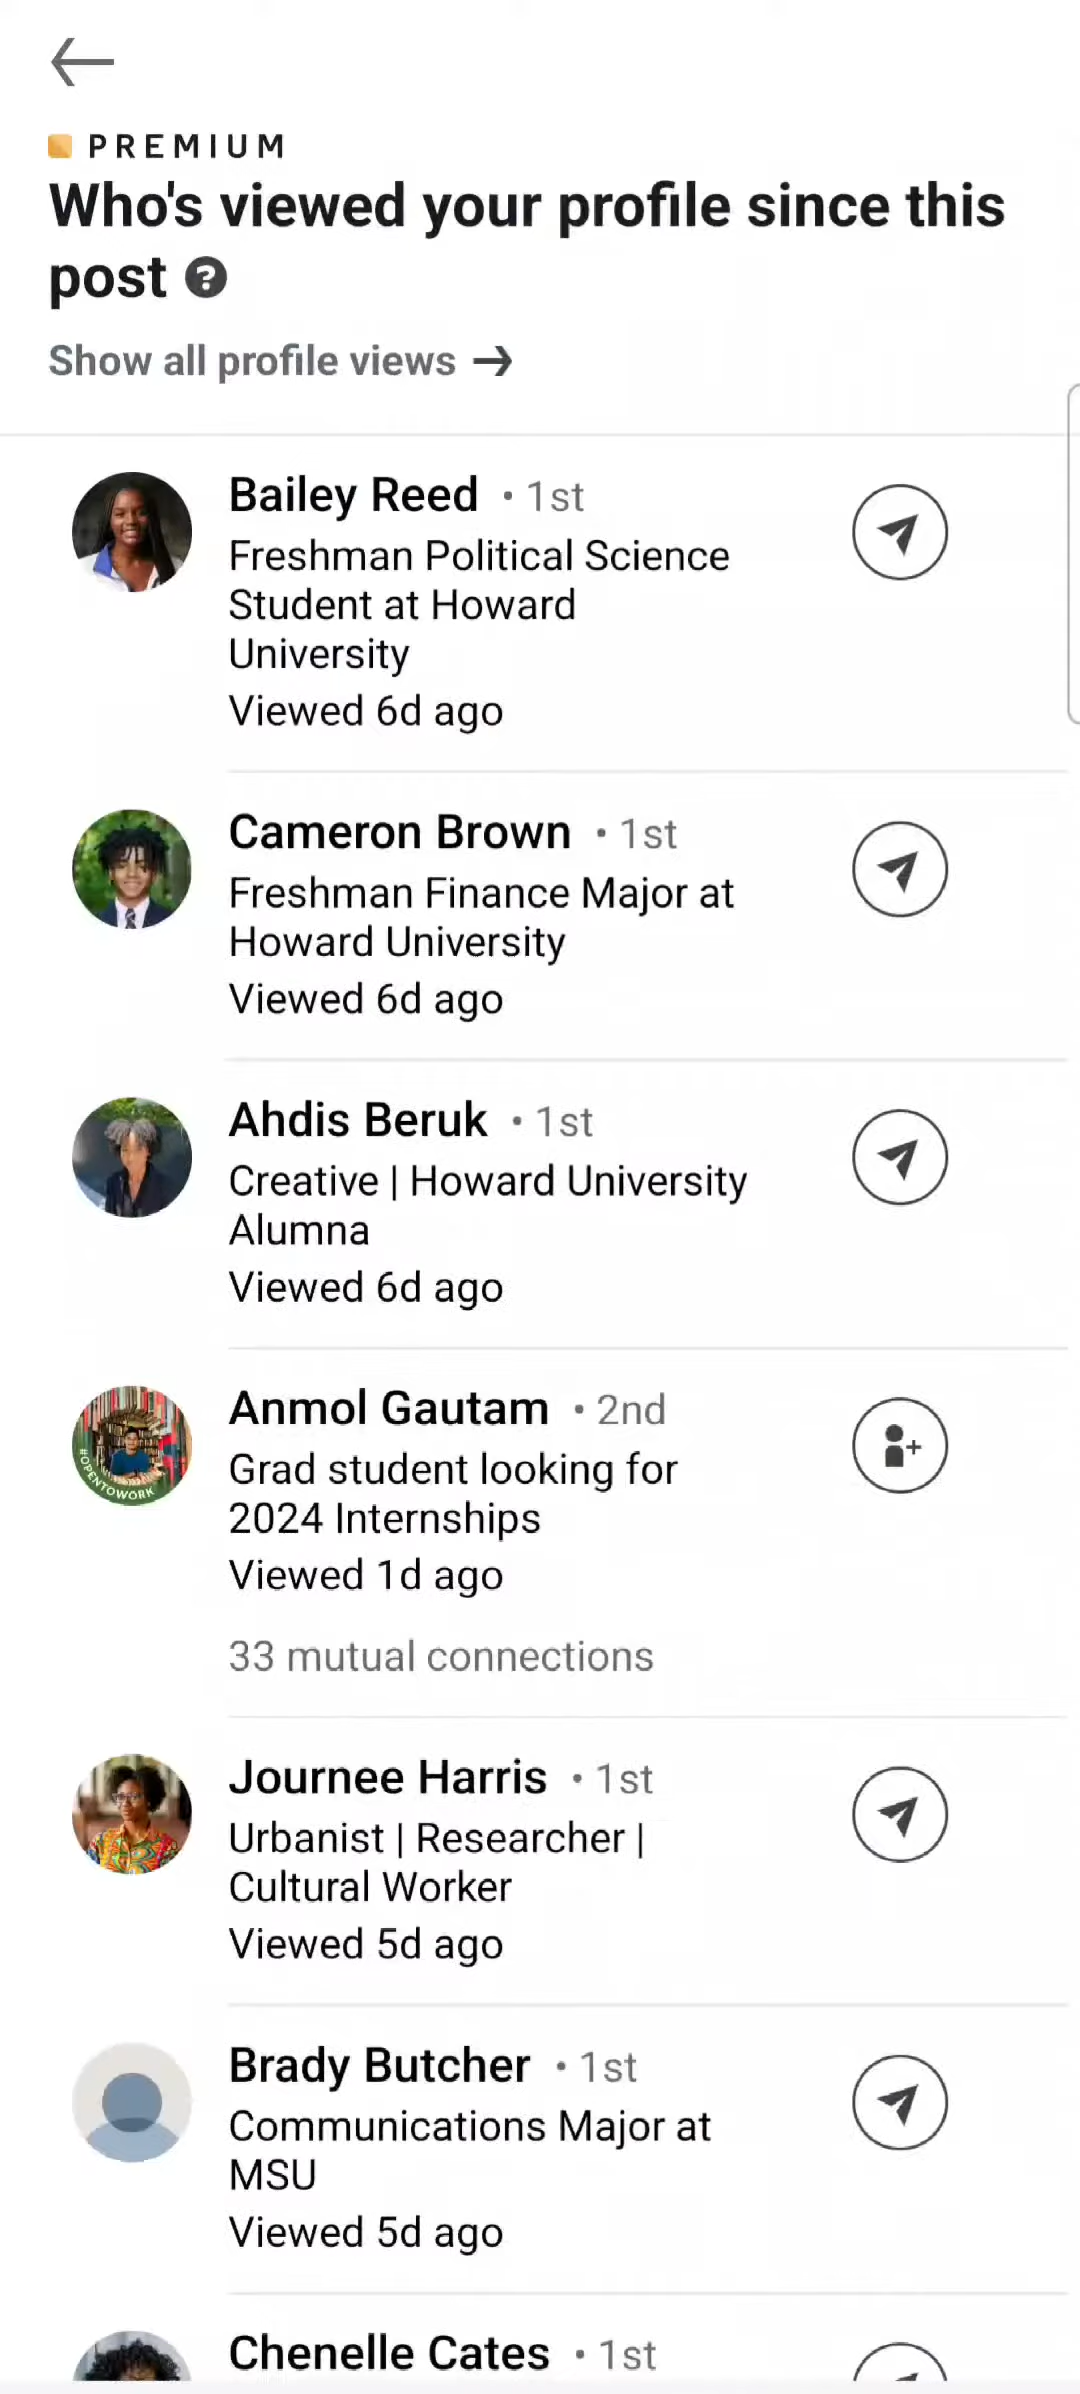 PREMIUM
Who's viewed your profile since this
post
Show all profile views
Bailey Reed • 1st
Freshman Political Science
Student at Howard
University
Viewed 6d ago
Cameron Brown • 1st
Freshman Finance Major at
Howard University
Viewed 6d ago
Ahdis Beruk • 1st
Creative | Howard University
Alumna
Viewed 6d ago
Anmol Gautam • 2nd
#OPENTOWORK
Grad student looking for
2024 Internships
Viewed 1d ago
33 mutual connections
Journee Harris • 1st
Urbanist | Researcher |
Cultural Worker
Viewed 5d ago
Brady Butcher • 1st
Communications Major at
MSU
Viewed 5d ago
Chenelle Cates • 1st